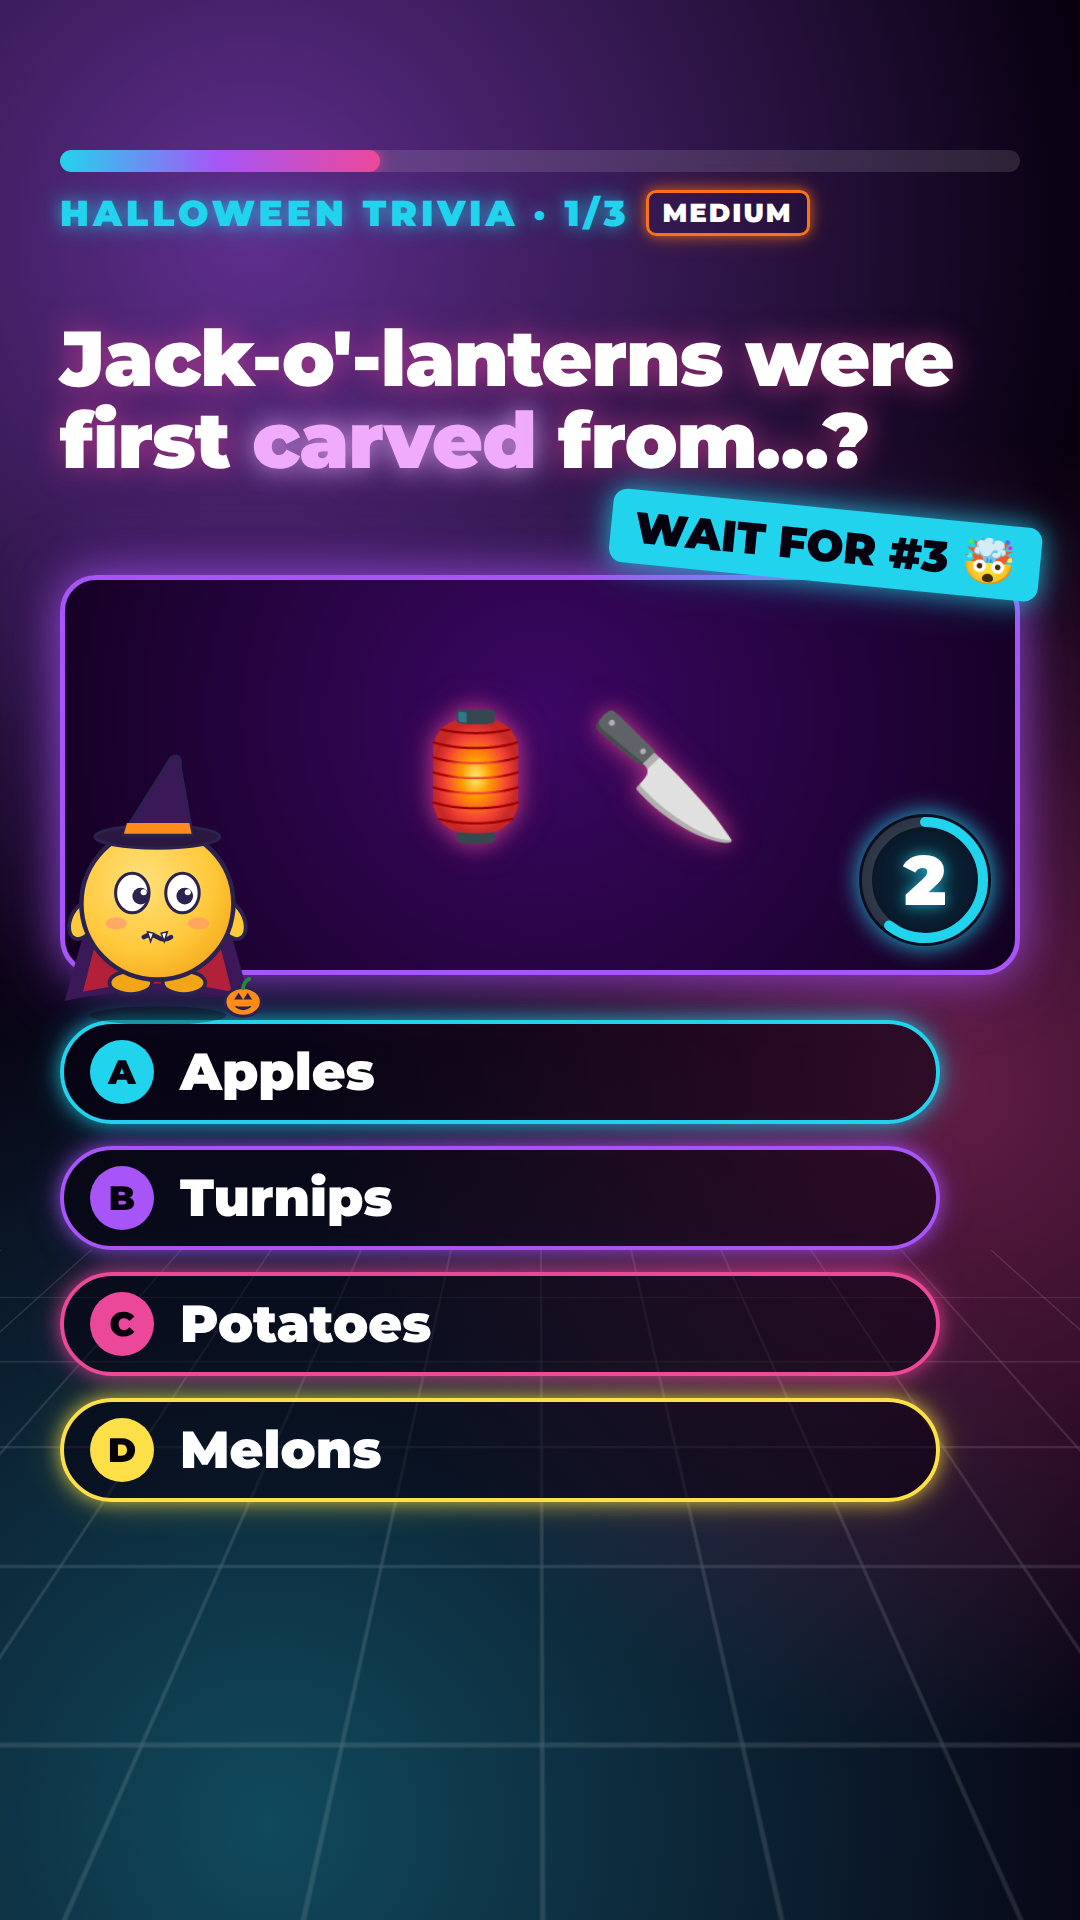 HALLOWEEN TRIVIA · 1/3 MEDIUM
Jack-o'-lanterns were
first carved from...?
WAIT FOR #3 🤯
2
A Apples
B Turnips
C Potatoes
D Melons